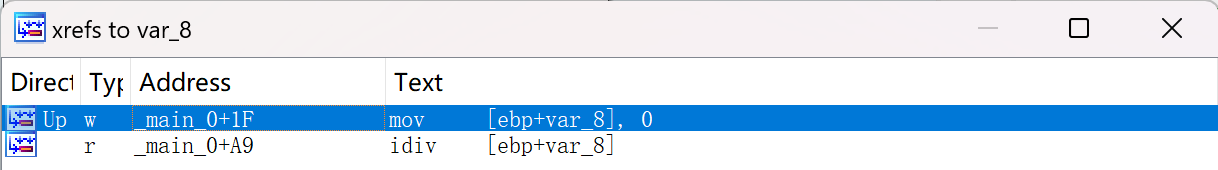 xrefs to var_8
Direct Typ Address Text
Up w _main_0+1F mov [ebp+var_8], 0
r _main_0+A9 idiv [ebp+var_8]